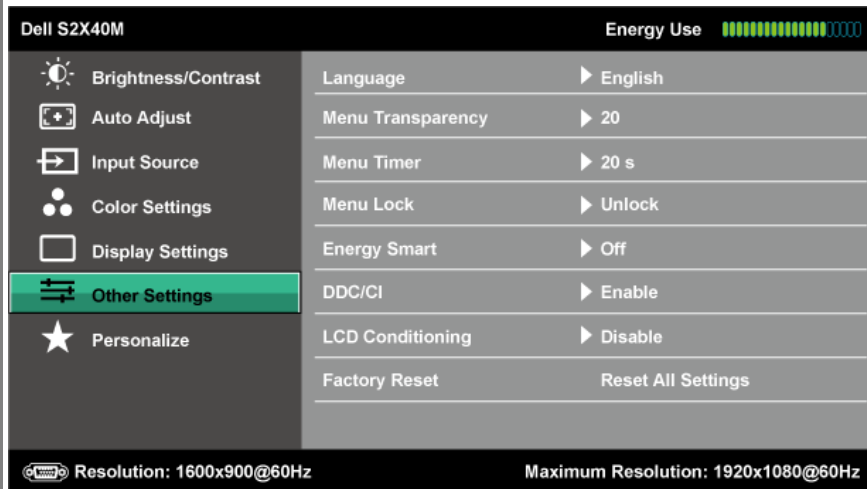 Dell S2X40M Energy Use
Brightness/Contrast Language English
Auto Adjust Menu Transparency 20
Input Source Menu Timer 20 s
Color Settings Menu Lock Unlock
Display Settings Energy Smart Off
Other Settings DDC/CI Enable
Personalize LCD Conditioning Disable
Factory Reset Reset All Settings
Resolution: 1600x900@60Hz Maximum Resolution: 1920x1080@60Hz